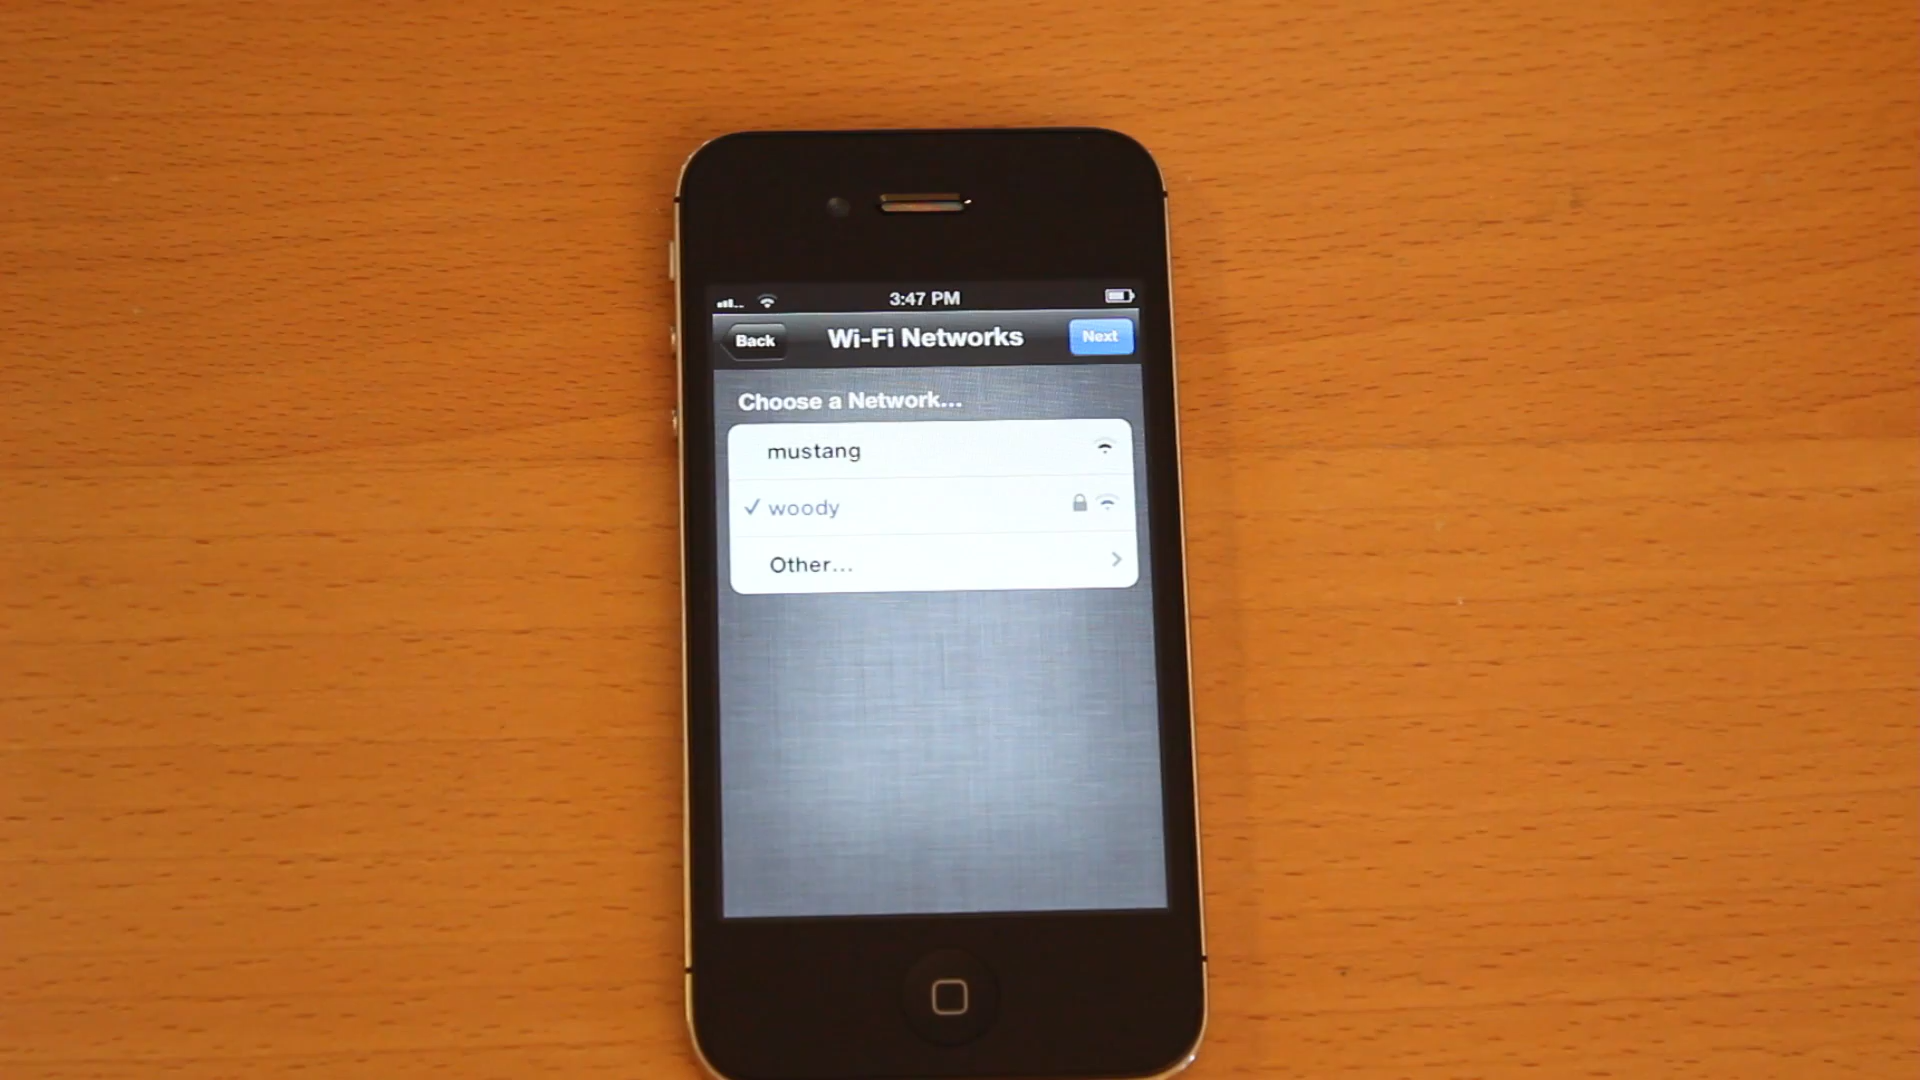 3:47 PM
Back Wi-Fi Networks Next
Choose a Network...
mustang
✓ woody
Other...